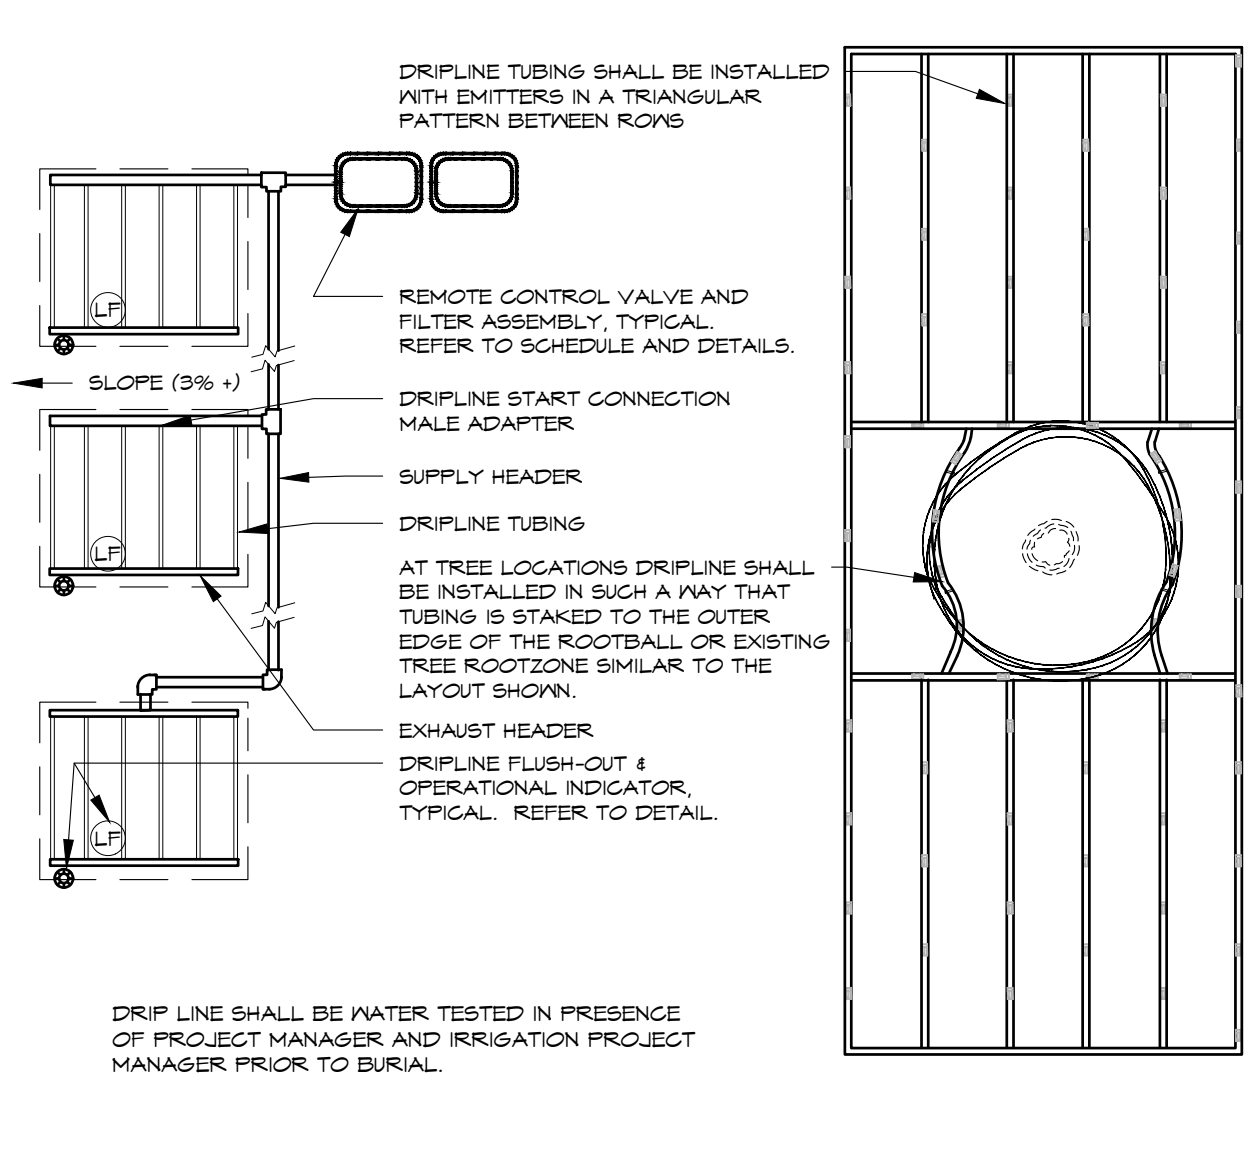 DRIPLINE TUBING SHALL BE INSTALLED
WITH EMITTERS IN A TRIANGULAR
PATTERN BETWEEN ROWS
LF
REMOTE CONTROL VALVE AND
FILTER ASSEMBLY, TYPICAL.
REFER TO SCHEDULE AND DETAILS.
SLOPE (3% +)
DRIPLINE START CONNECTION
MALE ADAPTER
SUPPLY HEADER
DRIPLINE TUBING
LF
AT TREE LOCATIONS DRIPLINE SHALL
BE INSTALLED IN SUCH A WAY THAT
TUBING IS STAKED TO THE OUTER
EDGE OF THE ROOTBALL OR EXISTING
TREE ROOTZONE SIMILAR TO THE
LAYOUT SHOWN.
EXHAUST HEADER
DRIPLINE FLUSH-OUT &
OPERATIONAL INDICATOR,
TYPICAL. REFER TO DETAIL.
LF
DRIP LINE SHALL BE WATER TESTED IN PRESENCE
OF PROJECT MANAGER AND IRRIGATION PROJECT
MANAGER PRIOR TO BURIAL.